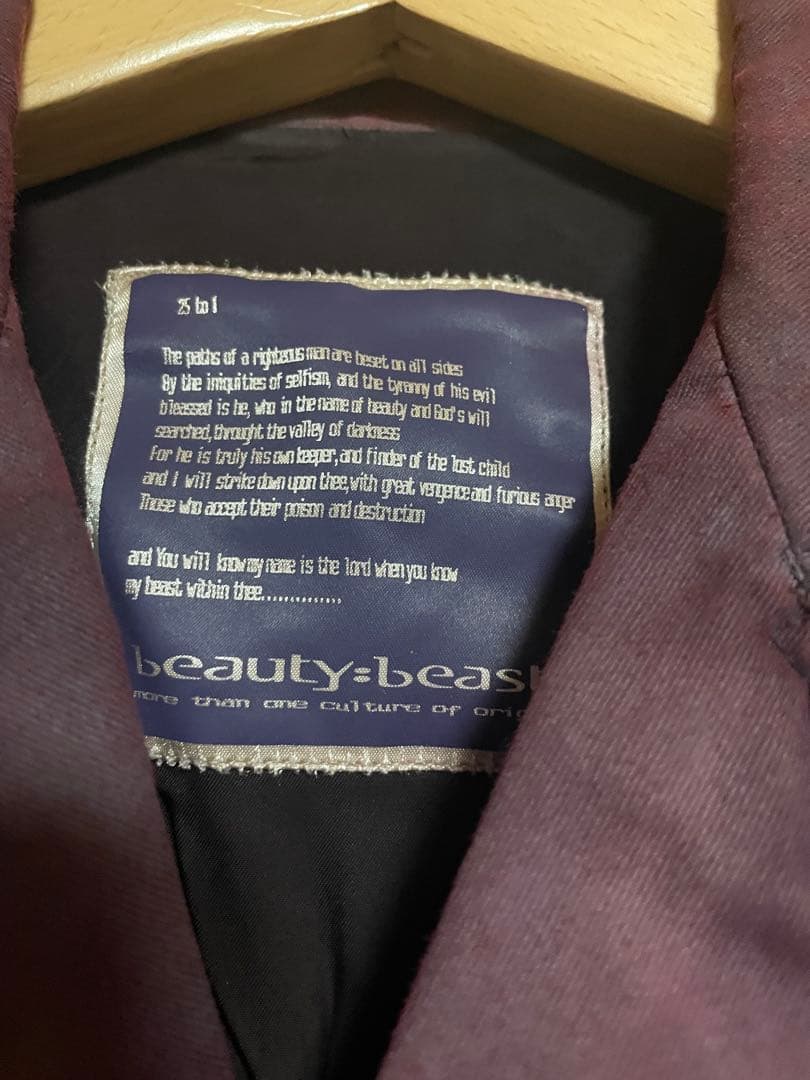 25 to 1
The paths of a righteous man are beset on all sides
By the iniquities of selfism, and the tyranny of his evil
bleassed is he, who in the name of beauty and God's will
searched, throught the valley of darkness
For he is truly his own keeper, and finder of the lost child
and I will strike down upon thee, with great vengence and furious anger
Those who accept their poison and destruction
and You will know my name is the lord when you know
my beast within thee..............
beauty:beas
more than one culture of ori